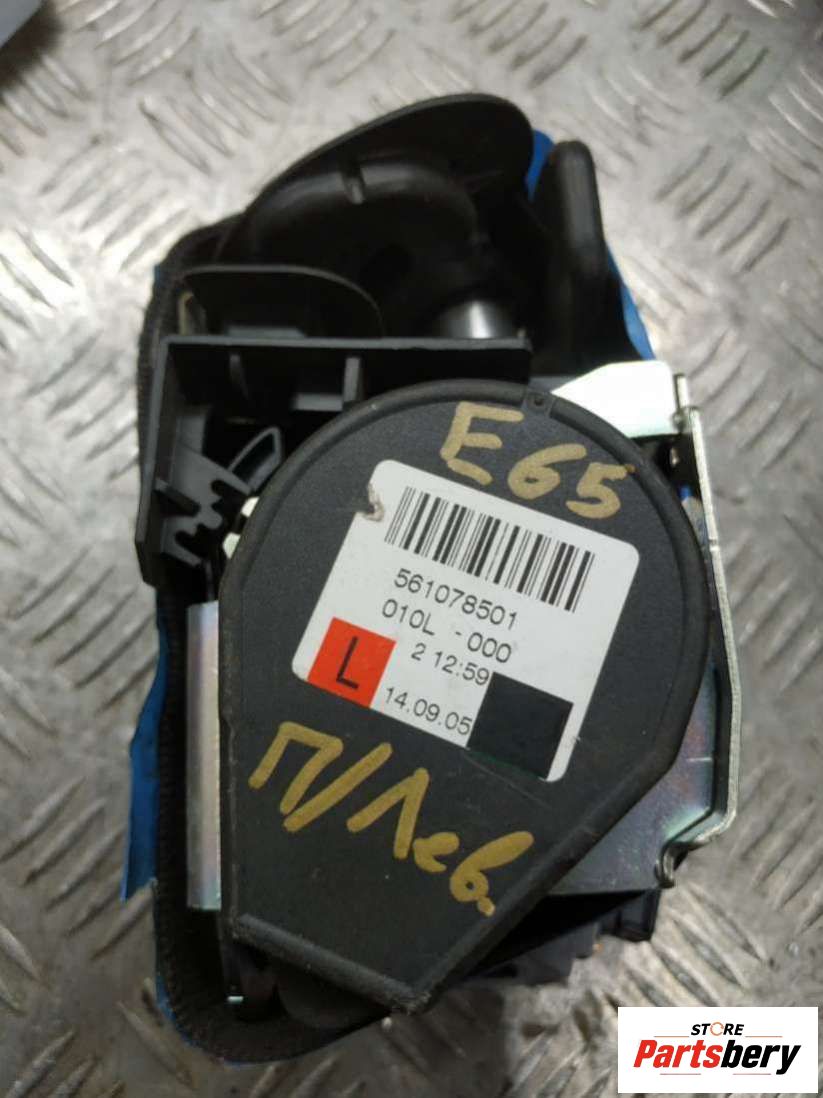 E65
561078501
010L - 000
2 12:59
L
14.09.05
П/Лев.
STORE
Partsbery